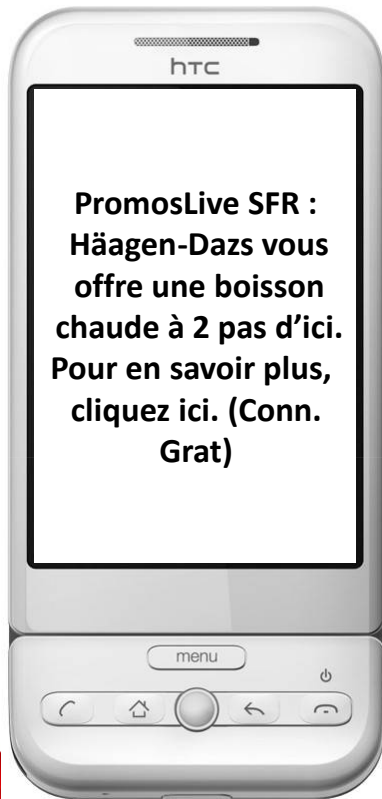 hTC
PromosLive SFR :
Häagen-Dazs vous
offre une boisson
chaude à 2 pas d’ici.
Pour en savoir plus,
cliquez ici. (Conn.
Grat)
menu